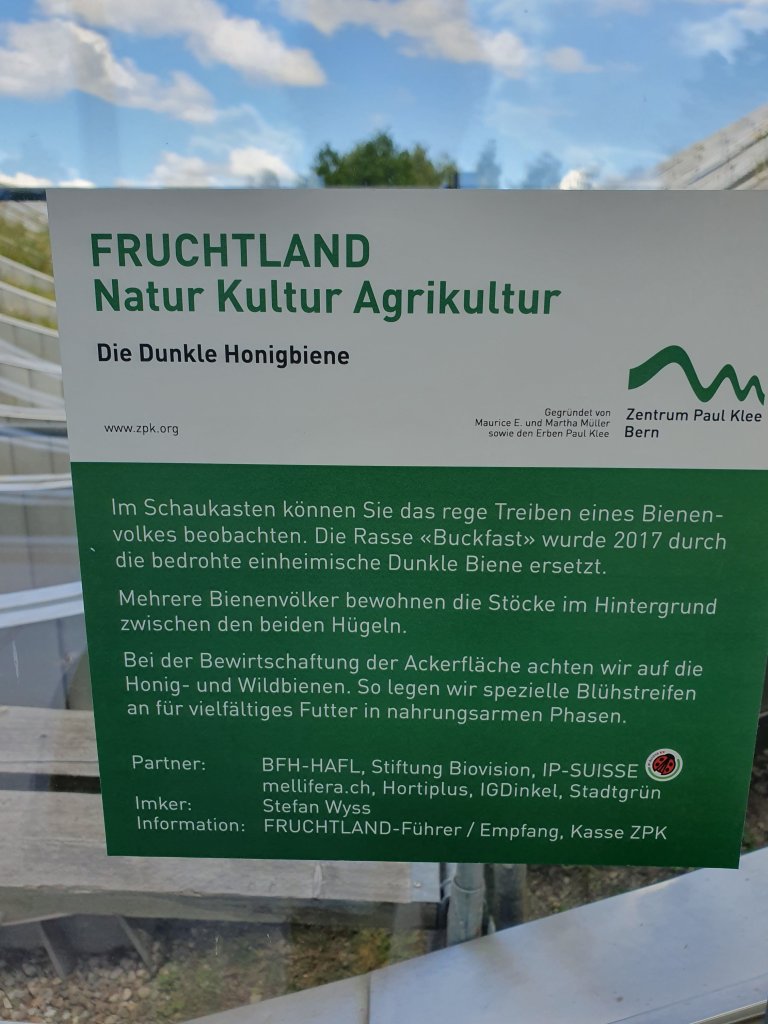 FRUCHTLAND
Natur Kultur Agrikultur
Die Dunkle Honigbiene
www.zpk.org
Gegründet von
Maurice E. und Martha Müller
sowie den Erben Paul Klee
Zentrum Paul Klee
Bern
Im Schaukasten können Sie das rege Treiben eines Bienen-
volkes beobachten. Die Rasse «Buckfast» wurde 2017 durch
die bedrohte einheimische Dunkle Biene ersetzt.
Mehrere Bienenvölker bewohnen die Stöcke im Hintergrund
zwischen den beiden Hügeln.
Bei der Bewirtschaftung der Ackerfläche achten wir auf die
Honig- und Wildbienen. So legen wir spezielle Blühstreifen
an für vielfältiges Futter in nahrungsarmen Phasen.
Partner: BFH-HAFL, Stiftung Biovision, IP-SUISSE
mellifera.ch, Hortiplus, IGDinkel, Stadtgrün
Imker: Stefan Wyss
Information: FRUCHTLAND-Führer / Empfang, Kasse ZPK